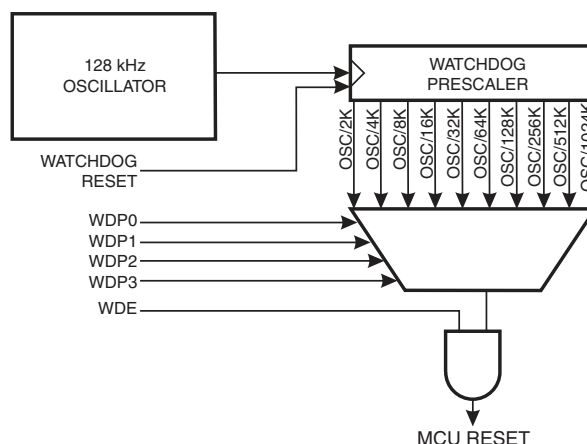 128 kHz
OSCILLATOR
WATCHDOG
PRESCALER
OSC/2K
OSC/4K
OSC/8K
OSC/16K
OSC/32K
OSC/64K
OSC/128K
OSC/256K
OSC/512K
OSC/1024K
WATCHDOG
RESET
WDP0
WDP1
WDP2
WDP3
WDE
MCU RESET